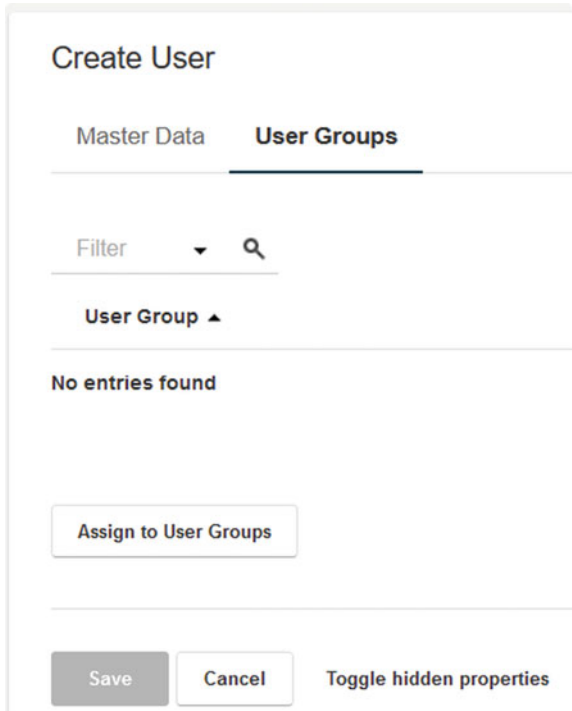 Create User
Master Data User Groups
Filter
User Group
No entries found
Assign to User Groups
Save Cancel Toggle hidden properties